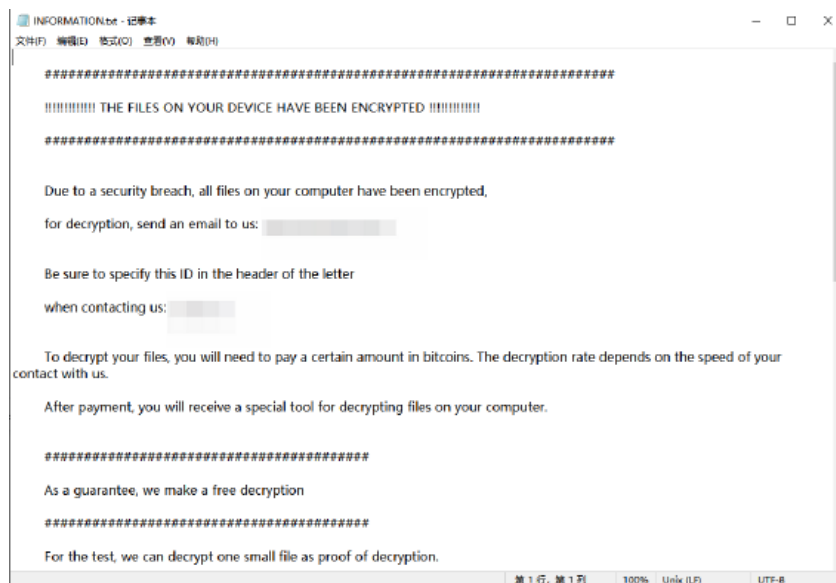 INFORMATION.txt - 记事本
文件(F) 编辑(E) 格式(O) 查看(V) 帮助(H)
#########################################################################
!!!!!!!!!!!!! THE FILES ON YOUR DEVICE HAVE BEEN ENCRYPTED !!!!!!!!!!!!!
#########################################################################
Due to a security breach, all files on your computer have been encrypted,
for decryption, send an email to us:
Be sure to specify this ID in the header of the letter
when contacting us:
To decrypt your files, you will need to pay a certain amount in bitcoins. The decryption rate depends on the speed of your
contact with us.
After payment, you will receive a special tool for decrypting files on your computer.
#########################################
As a guarantee, we make a free decryption
#########################################
For the test, we can decrypt one small file as proof of decryption.
第 1 行，第 1 列 100% Unix (LF) UTF-8